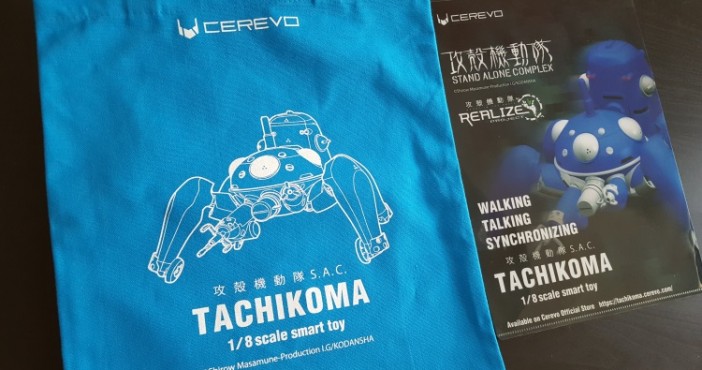 CEREVO
攻殻機動隊 S.A.C.
TACHIKOMA
1/8 scale smart toy
Shirow Masamune-Production I.G/KODANSHA
CEREVO
攻殻機動隊
STAND ALONE COMPLEX
攻殻機動隊
REALIZE
PROJECT
WALKING
TALKING
SYNCHRONIZING
攻殻機動隊 S.A.C.
TACHIKOMA
1/8 scale smart toy
Available on Cerevo Official Store https://tachikoma.cerevo.com/